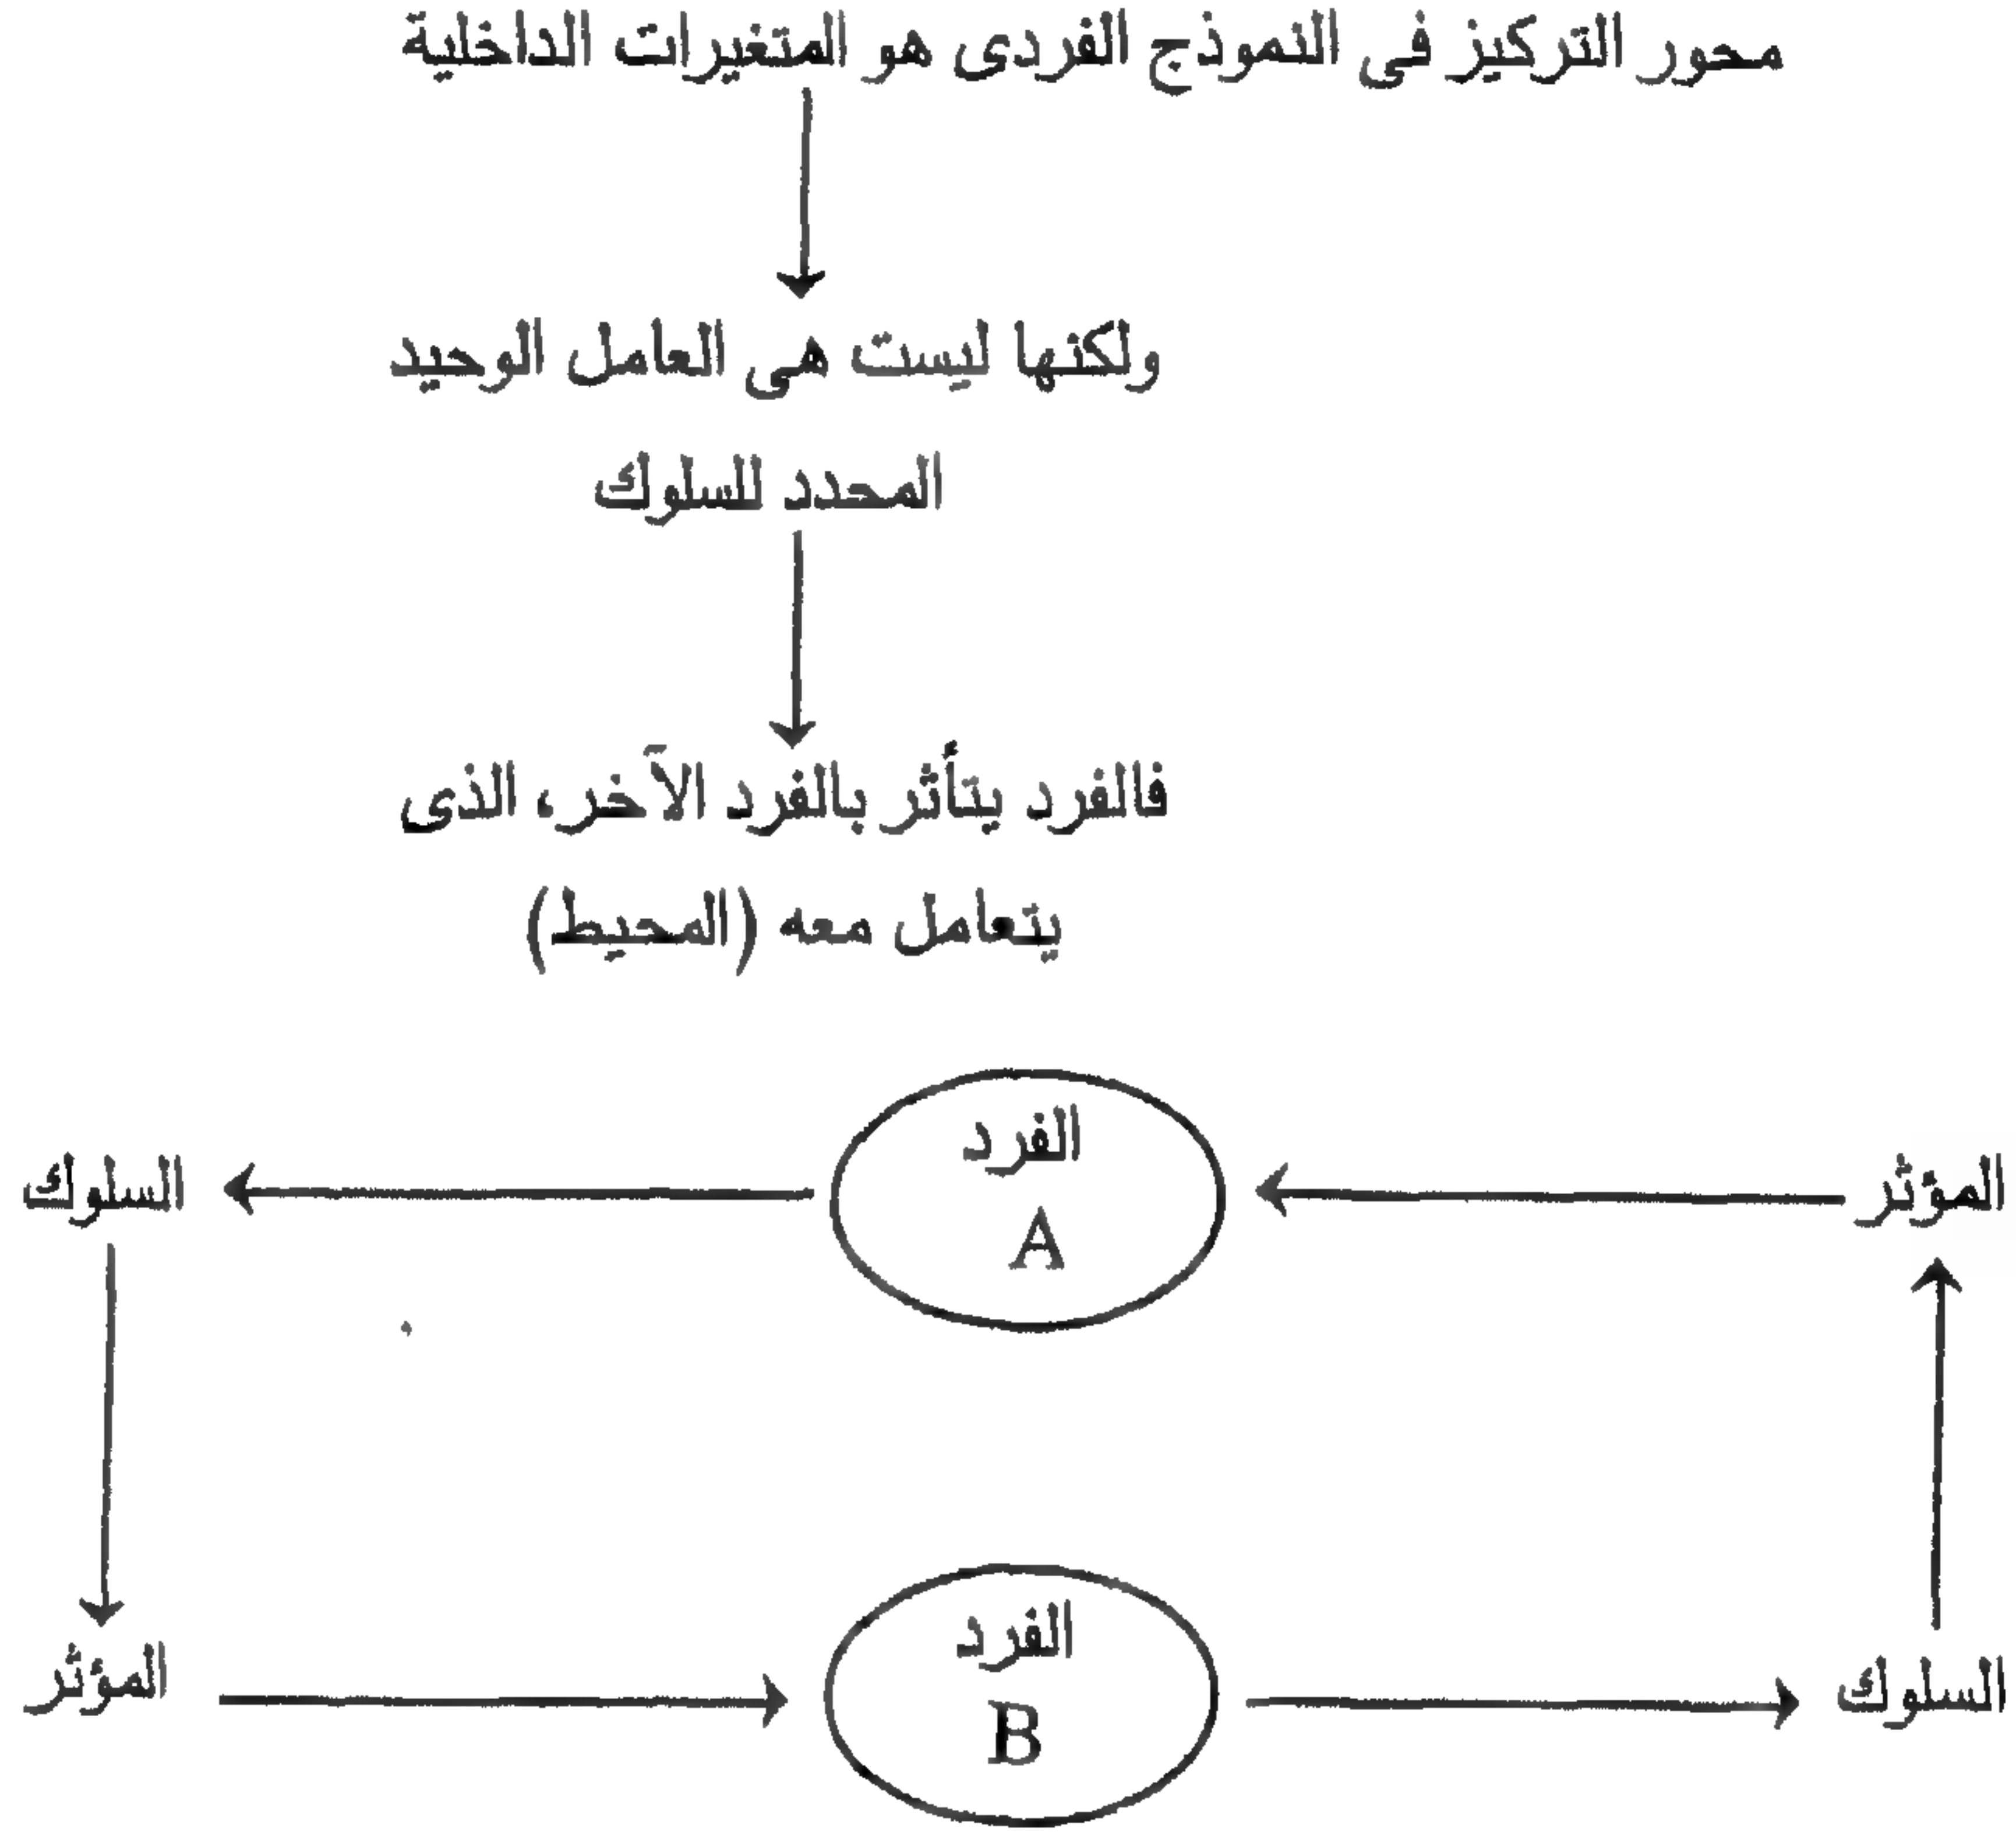 محور التركيز فى النموذج الفردى هو المتغيرات الداخلية
ولكنها ليست هى العامل الوحيد
المحدد للسلوك
فالفرد يتأثر بالفرد الآخر، الذى
يتعامل معه (المحيط)
المؤثر
الفرد
A
السلوك
السلوك
الفرد
B
المؤثر